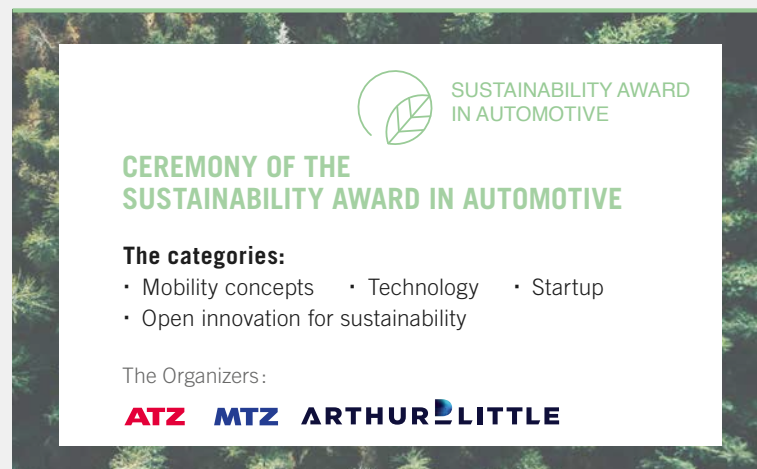 SUSTAINABILITY AWARD
IN AUTOMOTIVE
CEREMONY OF THE
SUSTAINABILITY AWARD IN AUTOMOTIVE
The categories:
· Mobility concepts · Technology · Startup
· Open innovation for sustainability
The Organizers:
ATZ MTZ ARTHUR D LITTLE